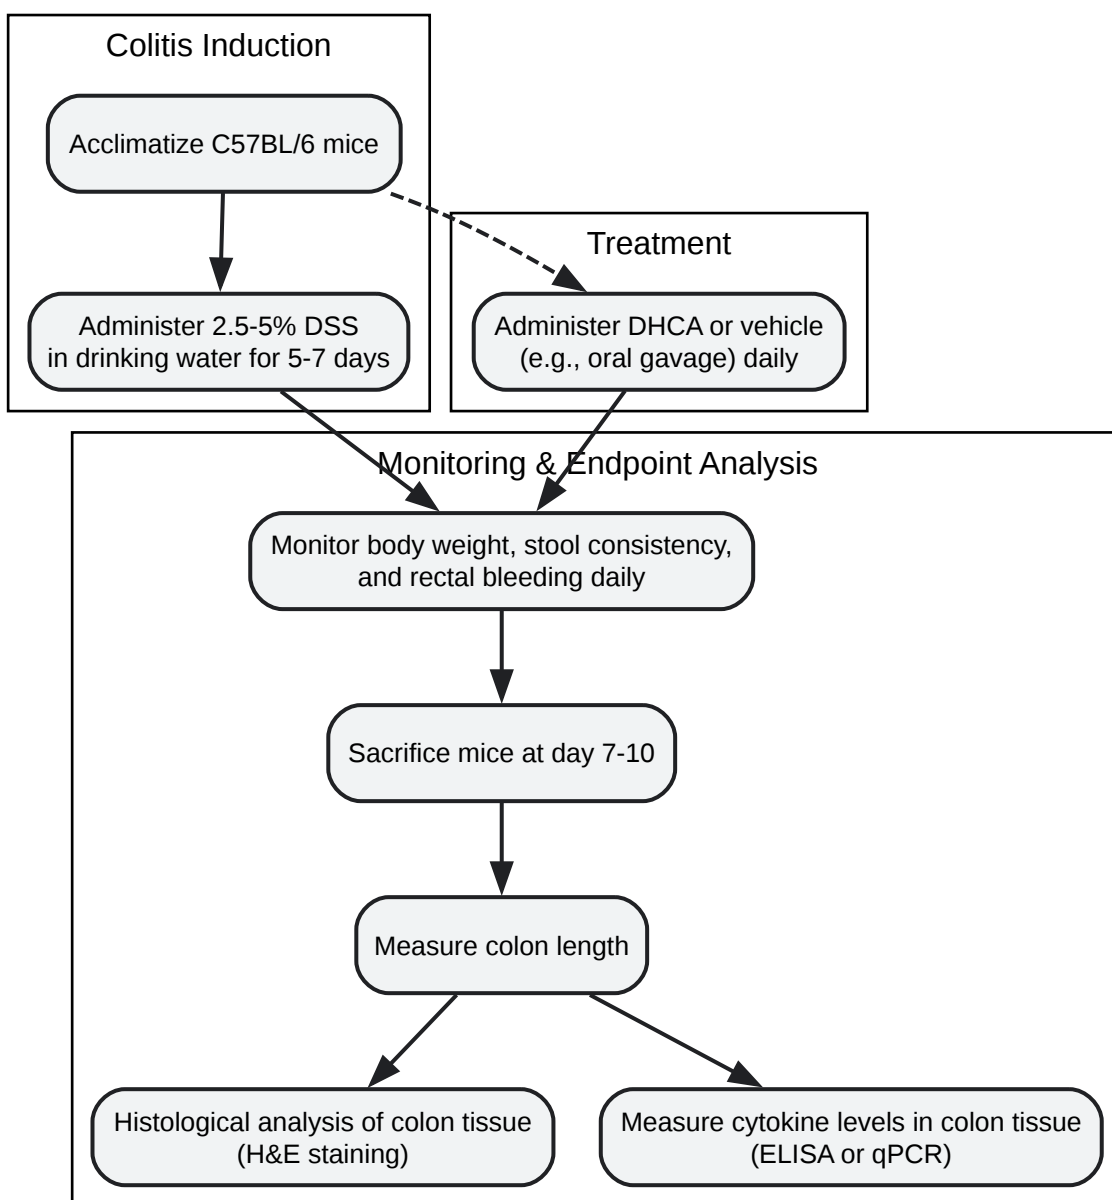 Colitis Induction
Acclimatize C57BL/6 mice
Treatment
Administer 2.5-5% DSS
in drinking water for 5-7 days
Administer DHCA or vehicle
(e.g., oral gavage) daily
Monitoring & Endpoint Analysis
Monitor body weight, stool consistency,
and rectal bleeding daily
Sacrifice mice at day 7-10
Measure colon length
Histological analysis of colon tissue
(H&E staining)
Measure cytokine levels in colon tissue
(ELISA or qPCR)